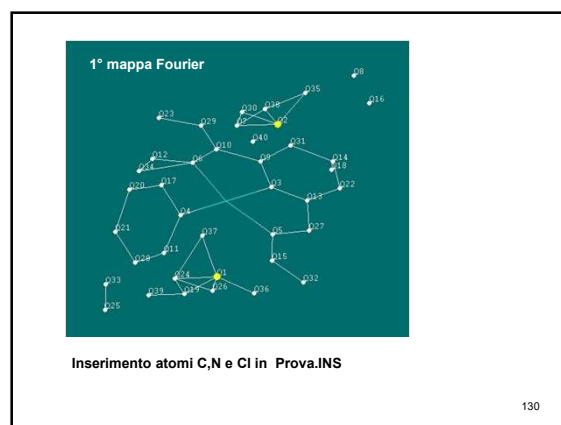 1° mappa Fourier
Q8
Q35
Q16
Q30
Q38
Q23
Q2
Q29
Q7
Q40
Q31
Q10
Q12
Q6
Q9
Q14
Q18
Q34
Q17
Q20
Q3
Q22
Q13
Q4
Q37
Q5
Q27
Q21
Q11
Q28
Q15
Q24
Q1
Q33
Q32
Q39
Q19
Q26
Q36
Q25
Inserimento atomi C,N e Cl in Prova.INS
130